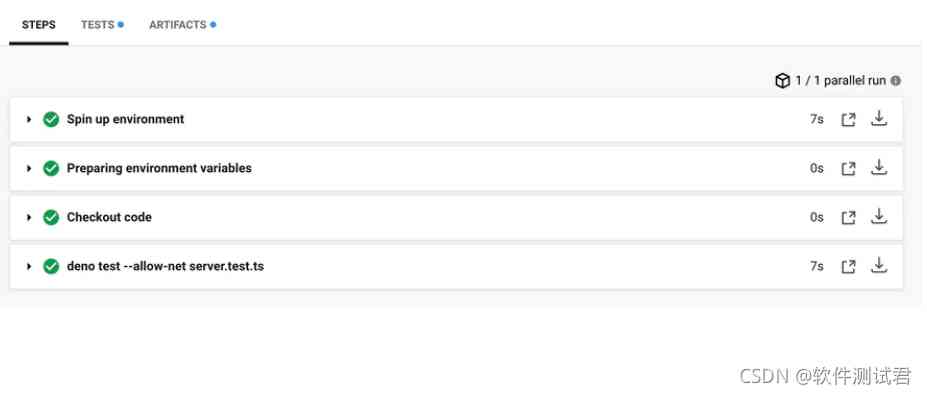 STEPS TESTS ARTIFACTS
1 / 1 parallel run
Spin up environment 7s
Preparing environment variables 0s
Checkout code 0s
deno test --allow-net server.test.ts 7s
CSDN @软件测试君